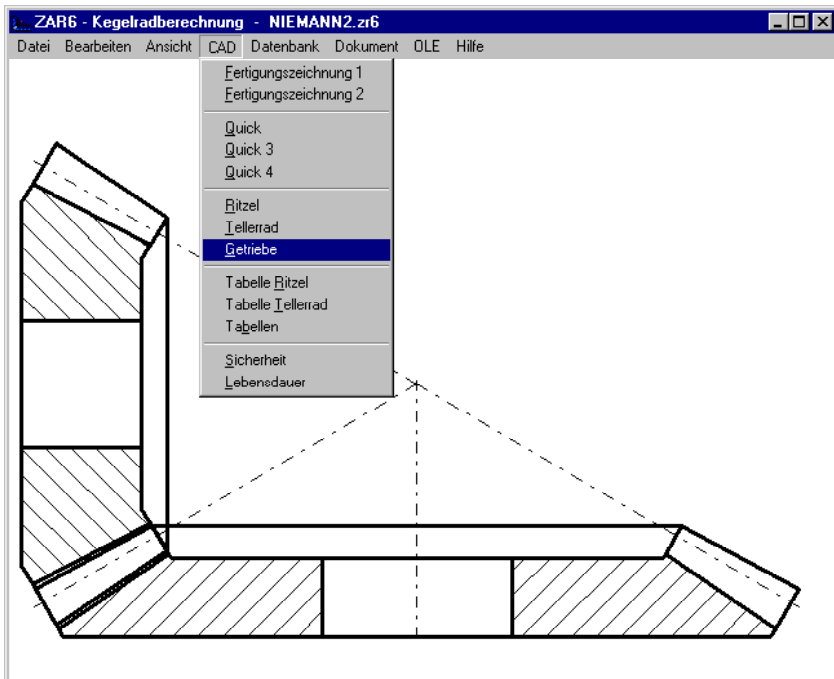 ZAR6 - Kegelradberechnung - NIEMANN2.zr6
Datei Bearbeiten Ansicht CAD Datenbank Dokument OLE Hilfe
Fertigungszeichnung 1
Fertigungszeichnung 2
Quick
Quick 3
Quick 4
Ritzel
Tellerrad
Getriebe
Tabelle Ritzel
Tabelle Tellerrad
Tabellen
Sicherheit
Lebensdauer